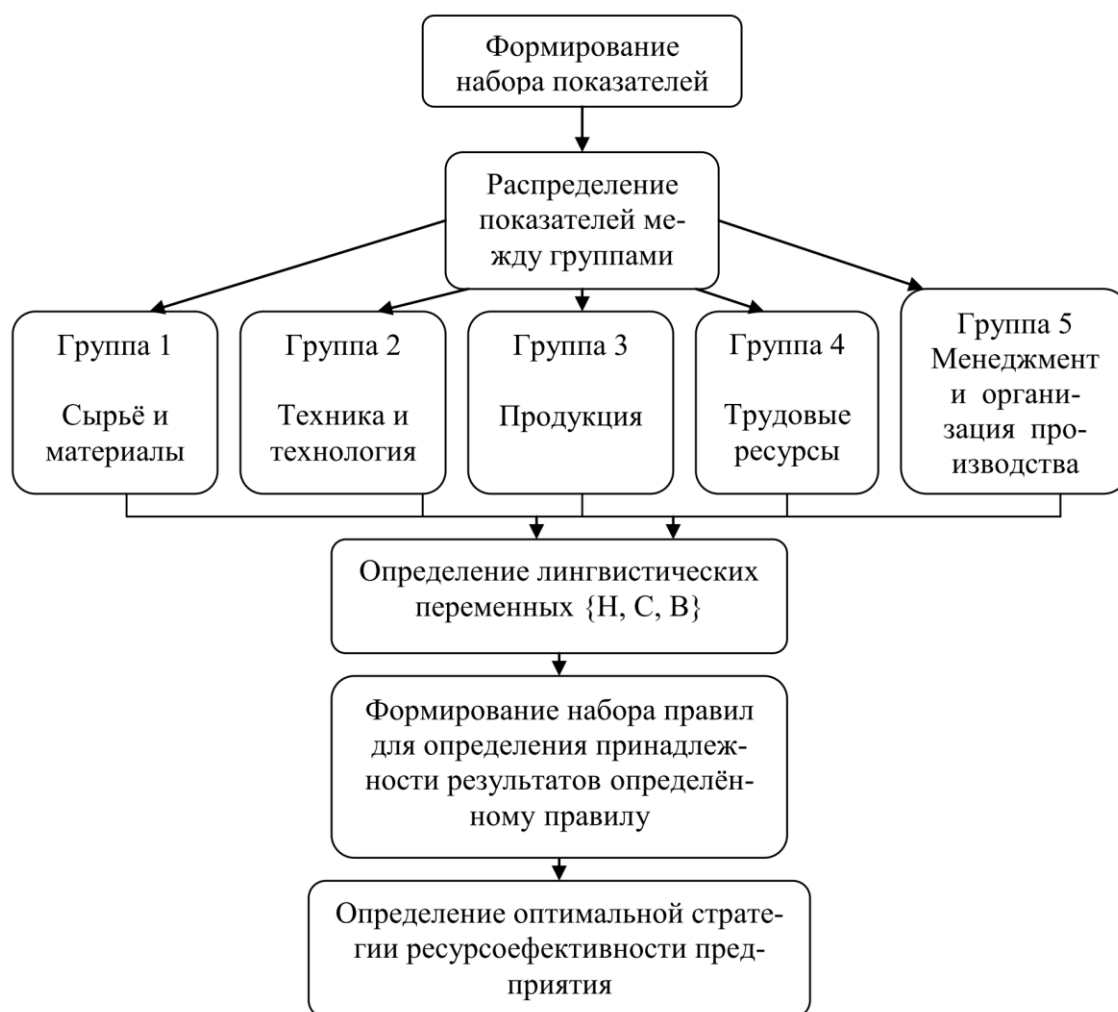 Формирование
набора показателей
Распределение
показателей ме-
жду группами
Группа 1
Сырьё и
материалы
Группа 2
Техника и
технология
Группа 3
Продукция
Группа 4
Трудовые
ресурсы
Группа 5
Менеджмент
и органи-
зация про-
изводства
Определение лингвистических
переменных {Н, С, В}
Формирование набора правил
для определения принадлеж-
ности результатов определён-
ному правилу
Определение оптимальной страте-
гии ресурсоефективности пред-
приятия